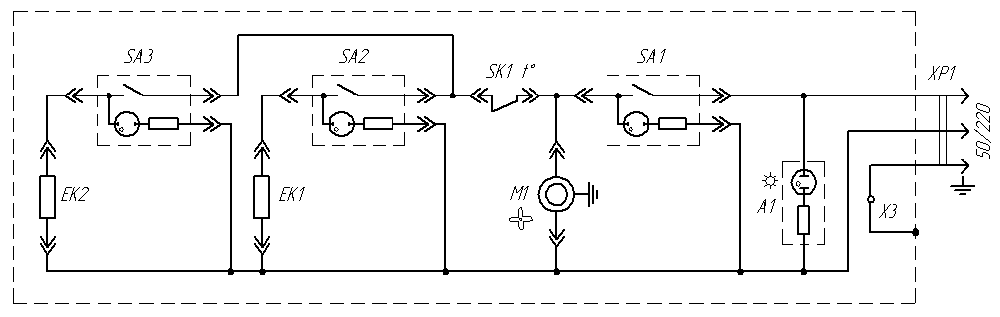 SA3
SA2
SK1 t°
SA1
XP1
50/220
EK2
EK1
M1
A1
X3